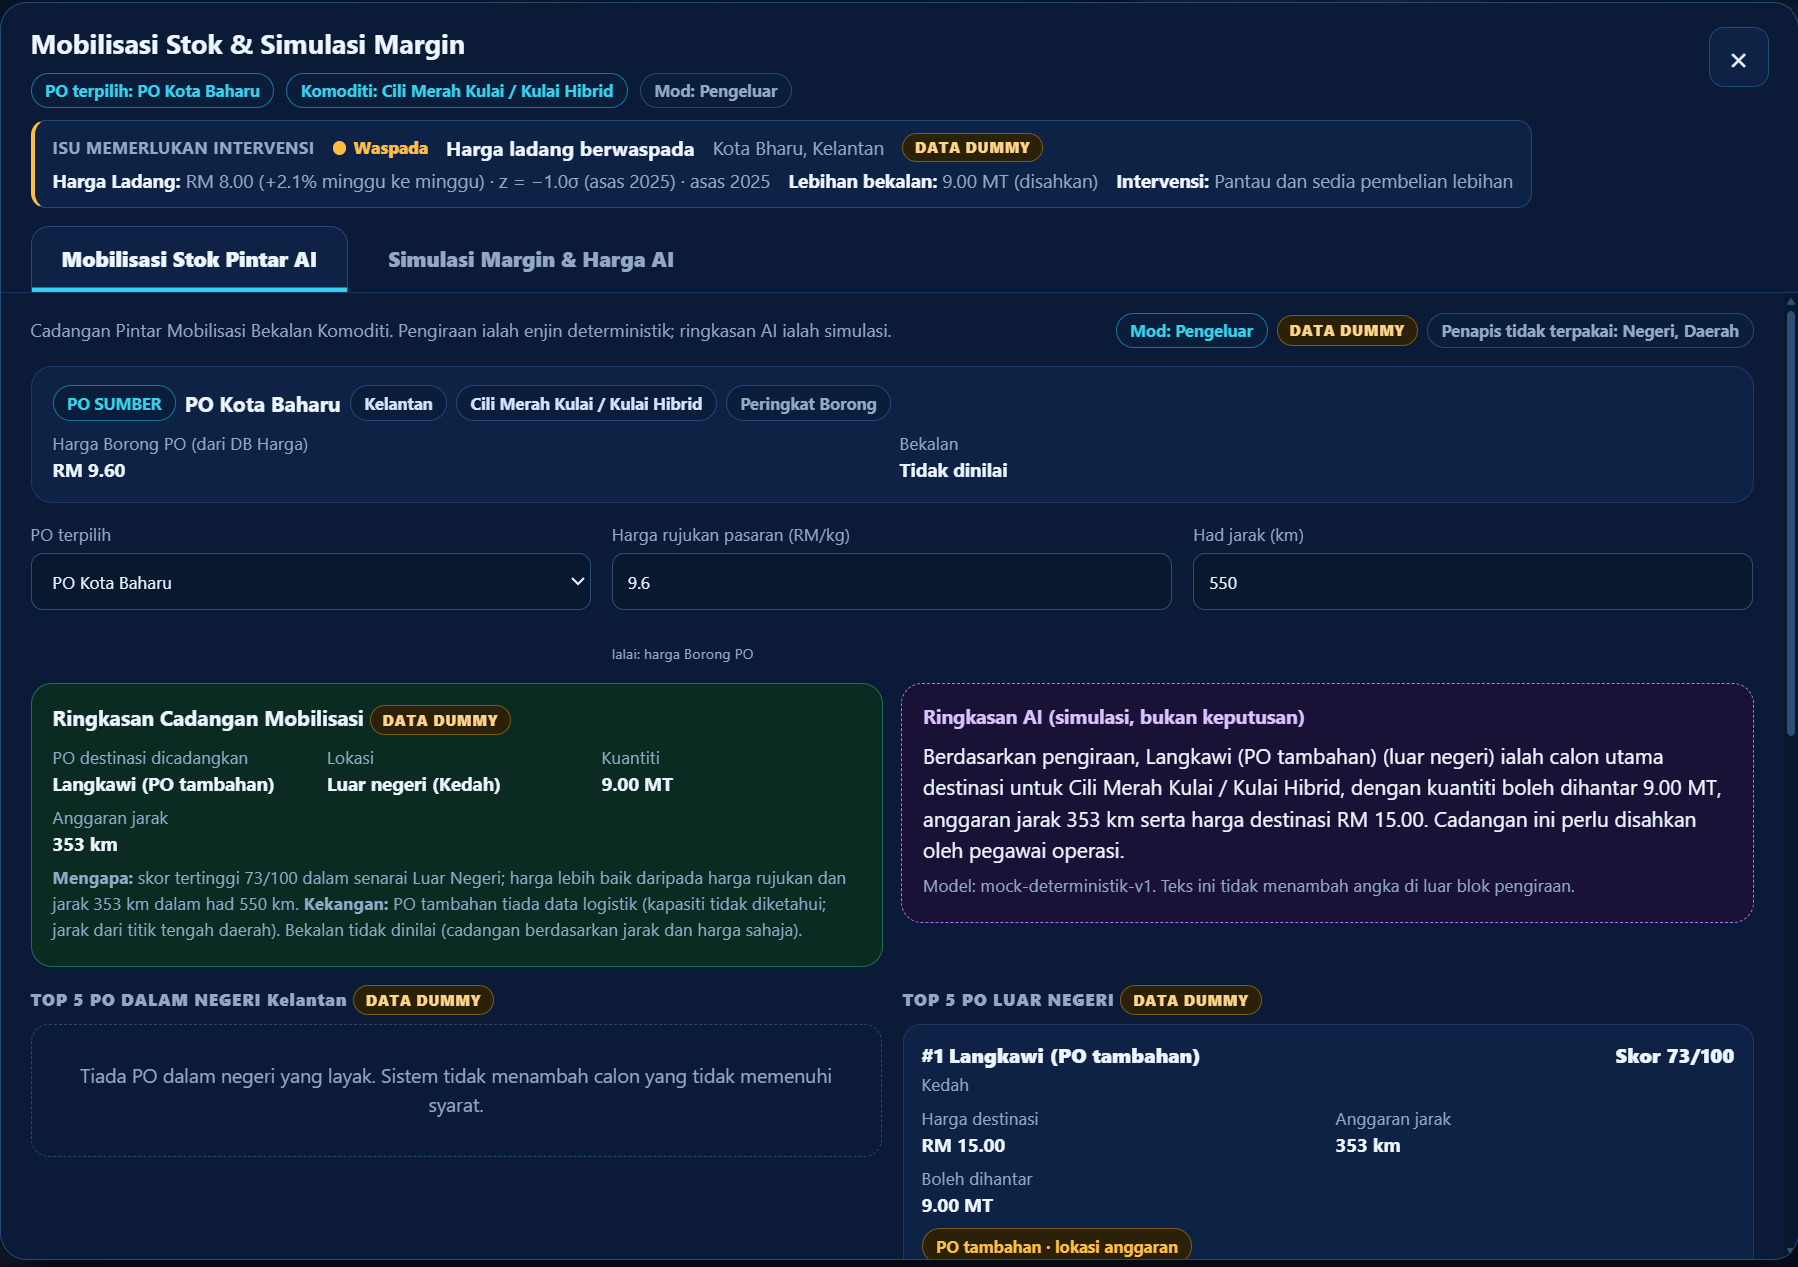 Mobilisasi Stok & Simulasi Margin
×
PO terpilih: PO Kota Baharu
Komoditi: Cili Merah Kulai / Kulai Hibrid
Mod: Pengeluar
ISU MEMERLUKAN INTERVENSI Waspada Harga ladang berwaspada Kota Bharu, Kelantan DATA DUMMY
Harga Ladang: RM 8.00 (+2.1% minggu ke minggu) · z = −1.0σ (asas 2025) · asas 2025 Lebihan bekalan: 9.00 MT (disahkan) Intervensi: Pantau dan sedia pembelian lebihan
Mobilisasi Stok Pintar AI
Simulasi Margin & Harga AI
Cadangan Pintar Mobilisasi Bekalan Komoditi. Pengiraan ialah enjin deterministik; ringkasan AI ialah simulasi.
Mod: Pengeluar
DATA DUMMY
Penapis tidak terpakai: Negeri, Daerah
PO SUMBER PO Kota Baharu Kelantan Cili Merah Kulai / Kulai Hibrid Peringkat Borong
Harga Borong PO (dari DB Harga)
RM 9.60
Bekalan
Tidak dinilai
PO terpilih
PO Kota Baharu
Harga rujukan pasaran (RM/kg)
9.6
lalai: harga Borong PO
Had jarak (km)
550
Ringkasan Cadangan Mobilisasi DATA DUMMY
PO destinasi dicadangkan
Langkawi (PO tambahan)
Lokasi
Luar negeri (Kedah)
Kuantiti
9.00 MT
Anggaran jarak
353 km
Mengapa: skor tertinggi 73/100 dalam senarai Luar Negeri; harga lebih baik daripada harga rujukan dan
jarak 353 km dalam had 550 km. Kekangan: PO tambahan tiada data logistik (kapasiti tidak diketahui;
jarak dari titik tengah daerah). Bekalan tidak dinilai (cadangan berdasarkan jarak dan harga sahaja).
Ringkasan AI (simulasi, bukan keputusan)
Berdasarkan pengiraan, Langkawi (PO tambahan) (luar negeri) ialah calon utama
destinasi untuk Cili Merah Kulai / Kulai Hibrid, dengan kuantiti boleh dihantar 9.00 MT,
anggaran jarak 353 km serta harga destinasi RM 15.00. Cadangan ini perlu disahkan
oleh pegawai operasi.
Model: mock-deterministik-v1. Teks ini tidak menambah angka di luar blok pengiraan.
TOP 5 PO DALAM NEGERI Kelantan DATA DUMMY
Tiada PO dalam negeri yang layak. Sistem tidak menambah calon yang tidak memenuhi
syarat.
TOP 5 PO LUAR NEGERI DATA DUMMY
#1 Langkawi (PO tambahan)
Skor 73/100
Kedah
Harga destinasi
RM 15.00
Anggaran jarak
353 km
Boleh dihantar
9.00 MT
PO tambahan · lokasi anggaran